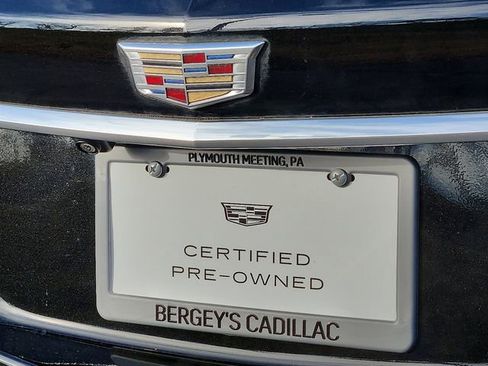 PLYMOUTH MEETING, PA
CERTIFIED
PRE-OWNED
BERGEY'S CADILLAC